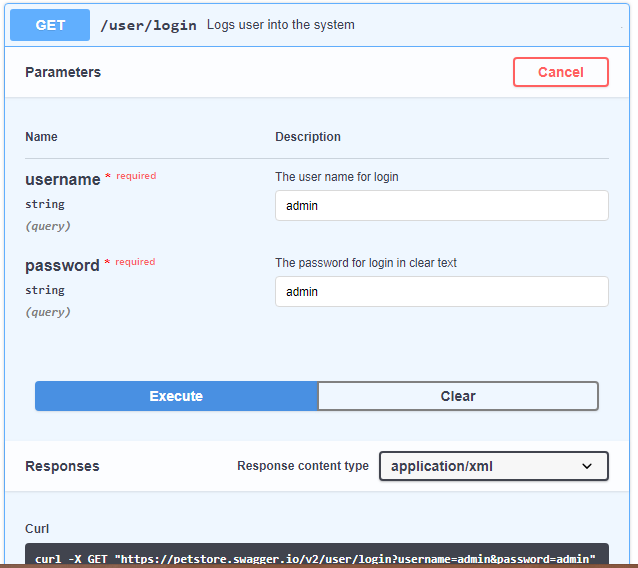 GET /user/login Logs user into the system
Parameters Cancel
Name Description
username * required The user name for login
string admin
(query)
password * required The password for login in clear text
string admin
(query)
Execute Clear
Responses Response content type application/xml
Curl
curl -X GET "https://petstore.swagger.io/v2/user/login?username=admin&password=admin"